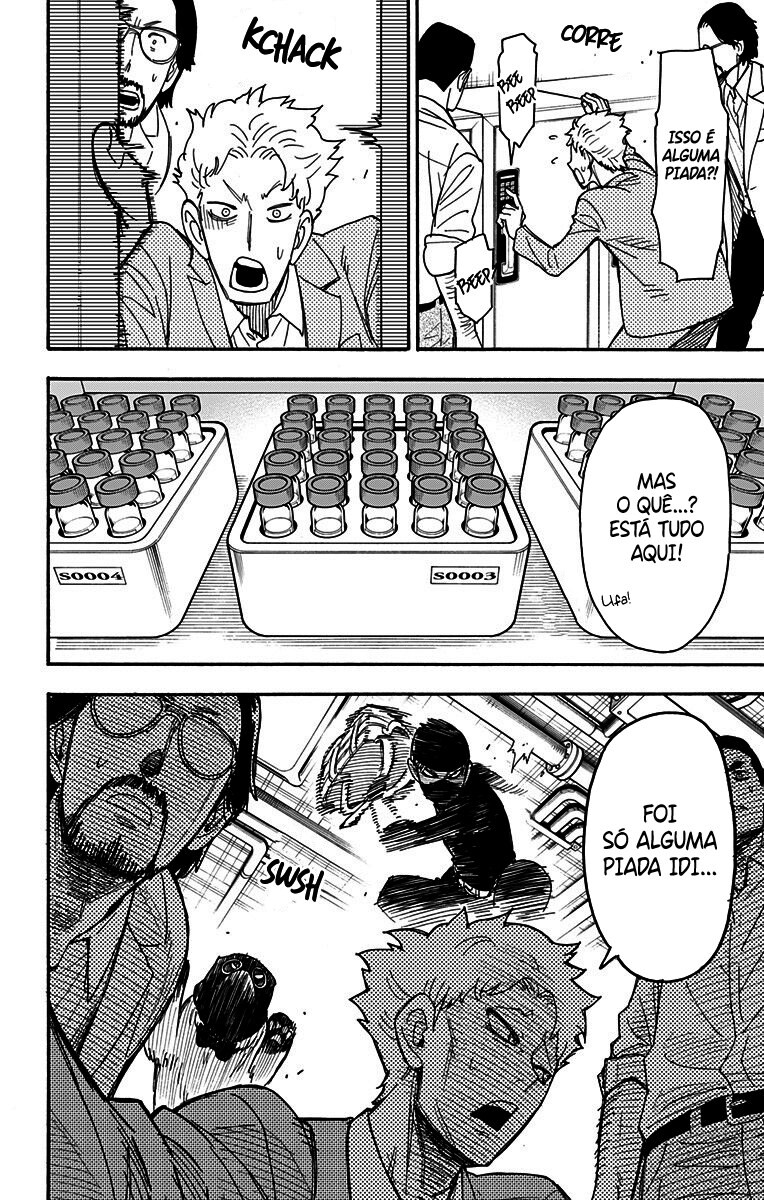 KCHACK
CORRE
BEE
BEEP
ISSO É
ALGUMA
PIADA?!
BEEP
S0004
S0003
MAS
O QUÊ...?
ESTÁ TUDO
AQUI!
Ufa!
FOI
SÓ ALGUMA
PIADA IDI...
SWSH